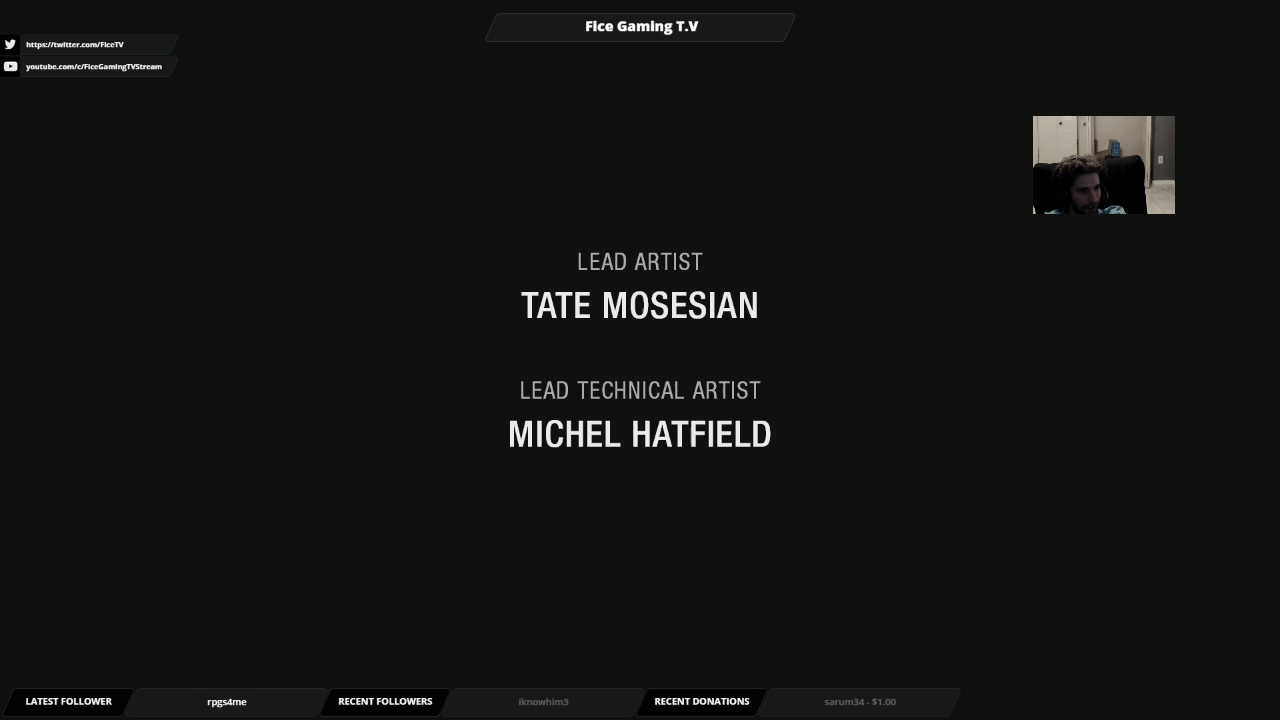 Fice Gaming T.V
https://twitter.com/FiceTV
youtube.com/c/FiceGamingTVStream
LEAD ARTIST
TATE MOSESIAN
LEAD TECHNICAL ARTIST
MICHEL HATFIELD
LATEST FOLLOWER rpgs4me RECENT FOLLOWERS iknowhim3 RECENT DONATIONS sarum34 - $1.00